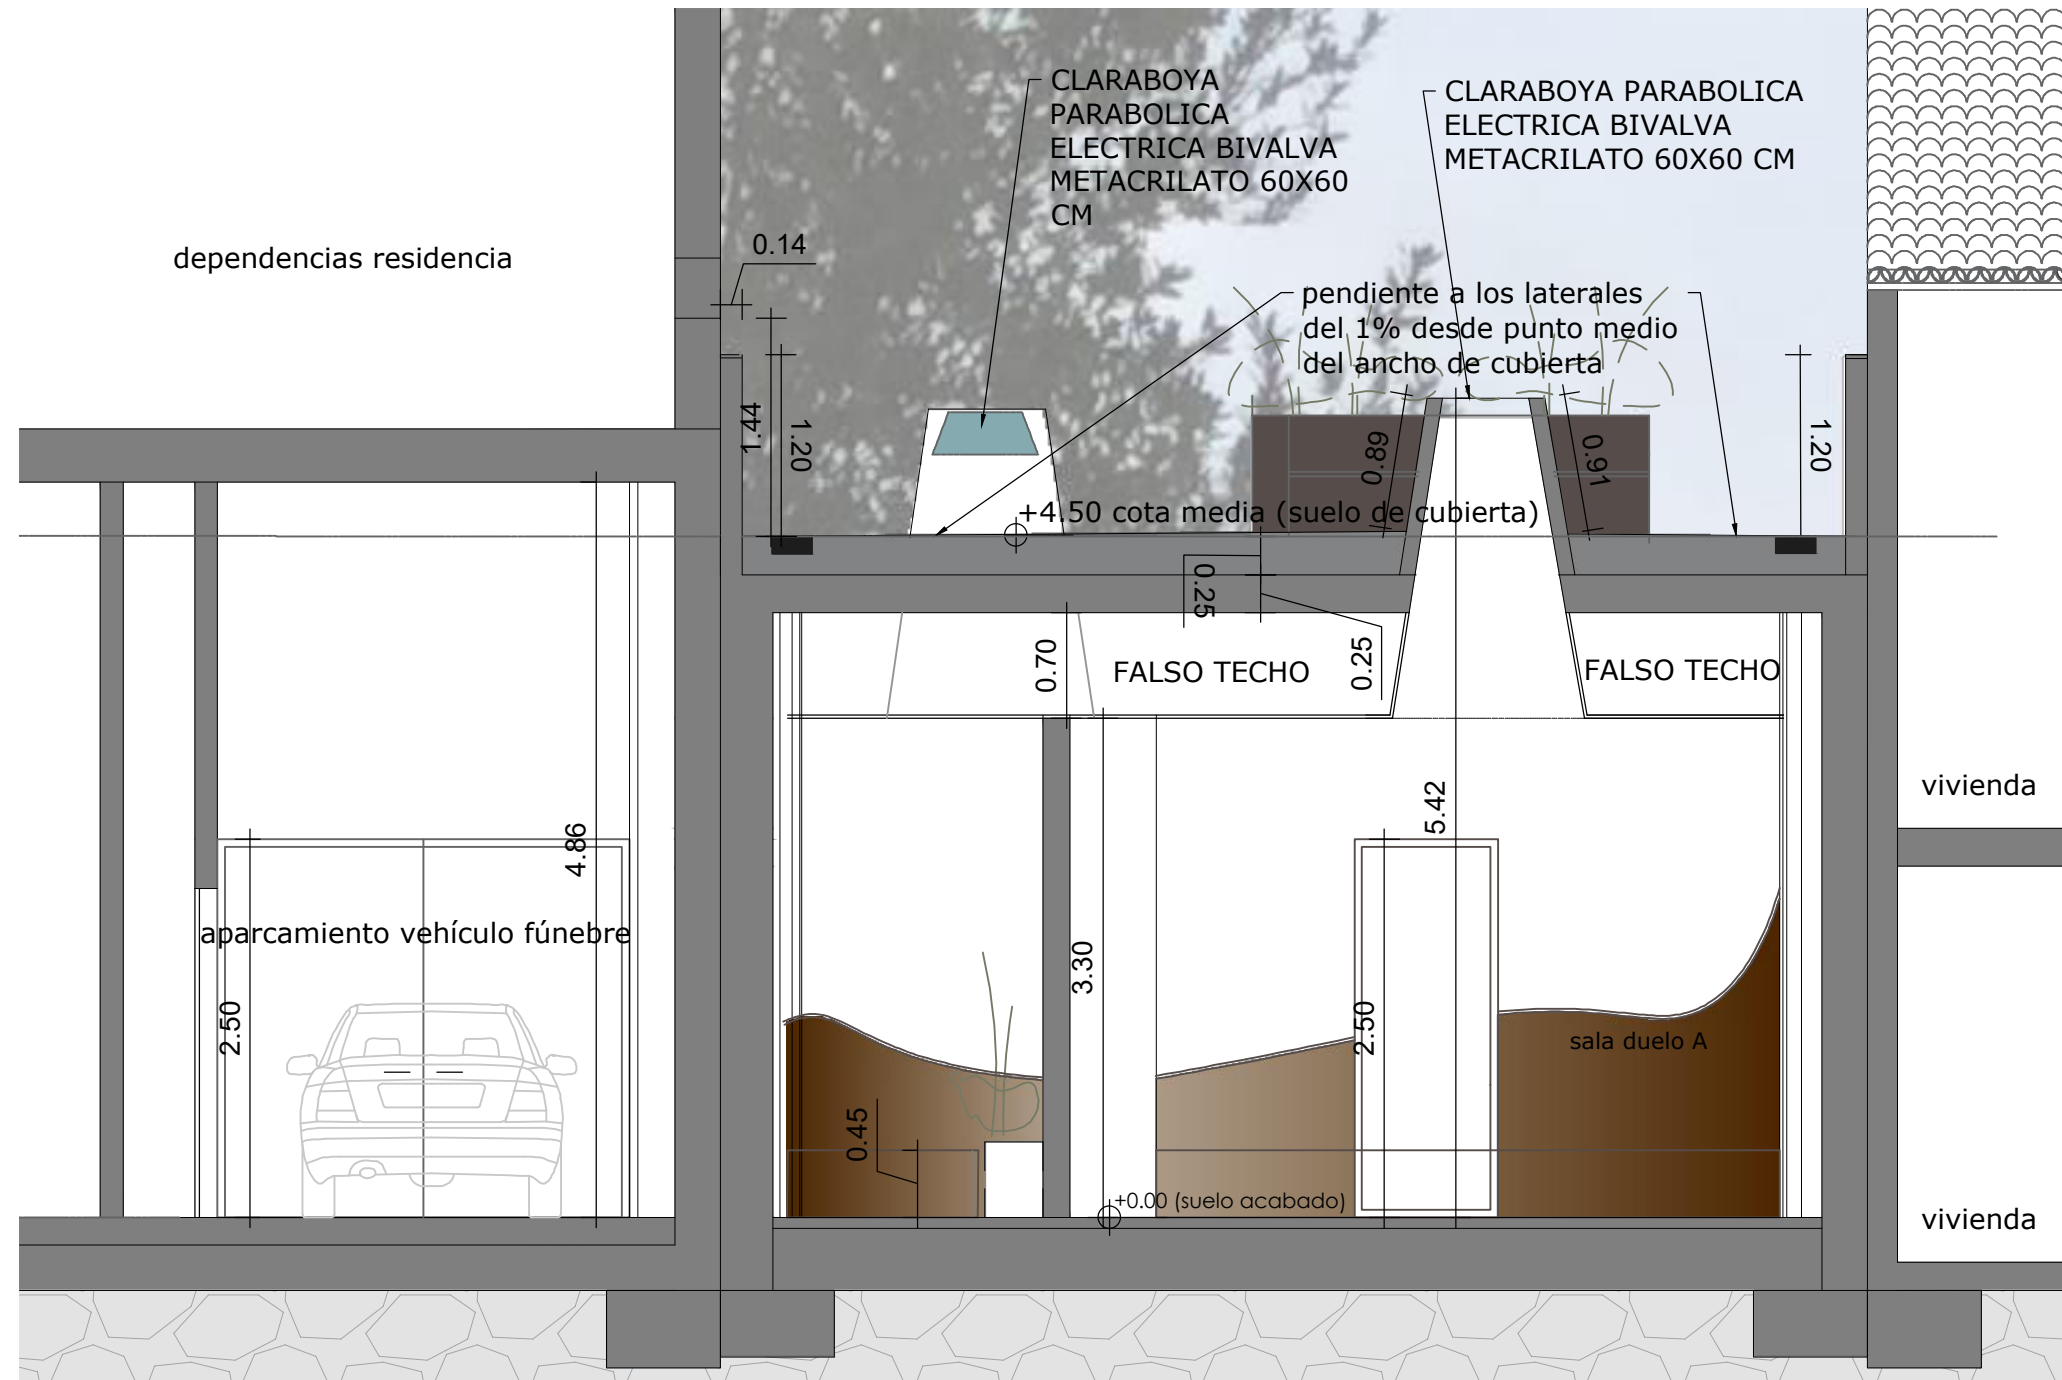 CLARABOYA
PARABOLICA
ELECTRICA BIVALVA
METACRILATO 60X60
CM
CLARABOYA PARABOLICA
ELECTRICA BIVALVA
METACRILATO 60X60 CM
dependencias residencia
0.14
pendiente a los laterales
del 1% desde punto medio
del ancho de cubierta
1.44
1.20
0.89
0.91
1.20
+4.50 cota media (suelo de cubierta)
0.25
0.25
0.70
FALSO TECHO
FALSO TECHO
vivienda
5.42
4.86
aparcamiento vehículo fúnebre
3.30
2.50
2.50
sala duelo A
0.45
+0.00 (suelo acabado)
vivienda